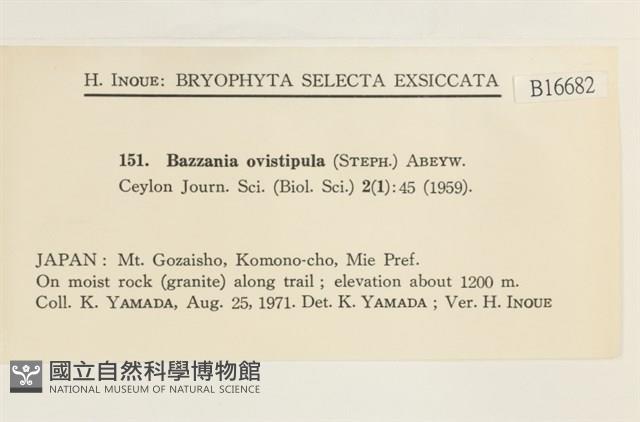 H. INOUE: BRYOPHYTA SELECTA EXSICCATA
B16682
151. Bazzania ovistipula (STEPH.) ABEYW.
Ceylon Journ. Sci. (Biol. Sci.) 2(1): 45 (1959).
JAPAN : Mt. Gozaisho, Komono-cho, Mie Pref.
On moist rock (granite) along trail ; elevation about 1200 m.
Coll. K. YAMADA, Aug. 25, 1971. Det. K. YAMADA ; Ver. H. INOUE
國立自然科學博物館
NATIONAL MUSEUM OF NATURAL SCIENCE